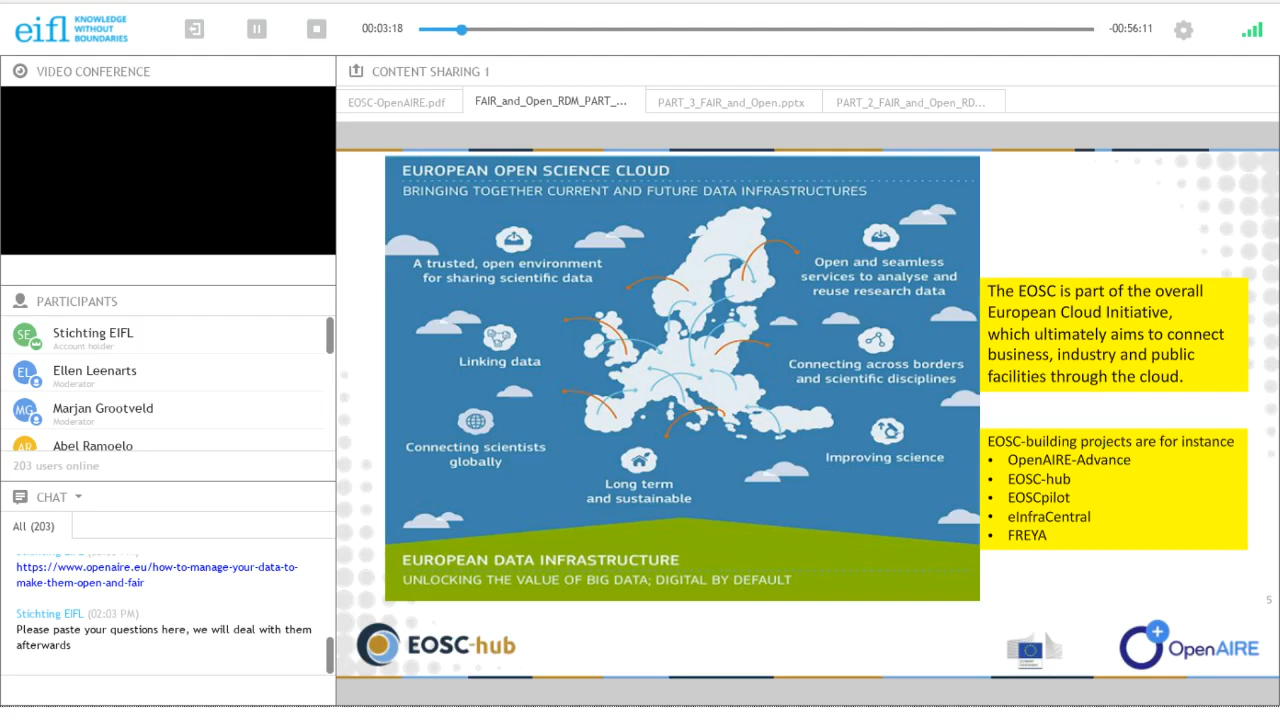 eifl KNOWLEDGE
WITHOUT
BOUNDARIES
00:03:18
-00:56:11
VIDEO CONFERENCE
CONTENT SHARING 1
EOSC-OpenAIRE.pdf
FAIR_and_Open_RDM_PART_...
PART_3_FAIR_and_Open.pptx
PART_2_FAIR_and_Open_RD...
PARTICIPANTS
SE
Stichting EIFL
Account holder
EL
Ellen Leenarts
Moderator
MG
Marjan Grootveld
Moderator
AR
Abel Ramoelo
203 users online
CHAT
All (203)
https://www.openaire.eu/how-to-manage-your-data-to-
make-them-open-and-fair
Stichting EIFL (02:03 PM)
Please paste your questions here, we will deal with them
afterwards
EUROPEAN OPEN SCIENCE CLOUD
BRINGING TOGETHER CURRENT AND FUTURE DATA INFRASTRUCTURES
A trusted, open environment
for sharing scientific data
Open and seamless
services to analyse and
reuse research data
Linking data
Connecting across borders
and scientific disciplines
Connecting scientists
globally
Improving science
Long term
and sustainable
EUROPEAN DATA INFRASTRUCTURE
UNLOCKING THE VALUE OF BIG DATA; DIGITAL BY DEFAULT
The EOSC is part of the overall
European Cloud Initiative,
which ultimately aims to connect
business, industry and public
facilities through the cloud.
EOSC-building projects are for instance
• OpenAIRE-Advance
• EOSC-hub
• EOSCpilot
• eInfraCentral
• FREYA
5
EOSC-hub
OpenAIRE